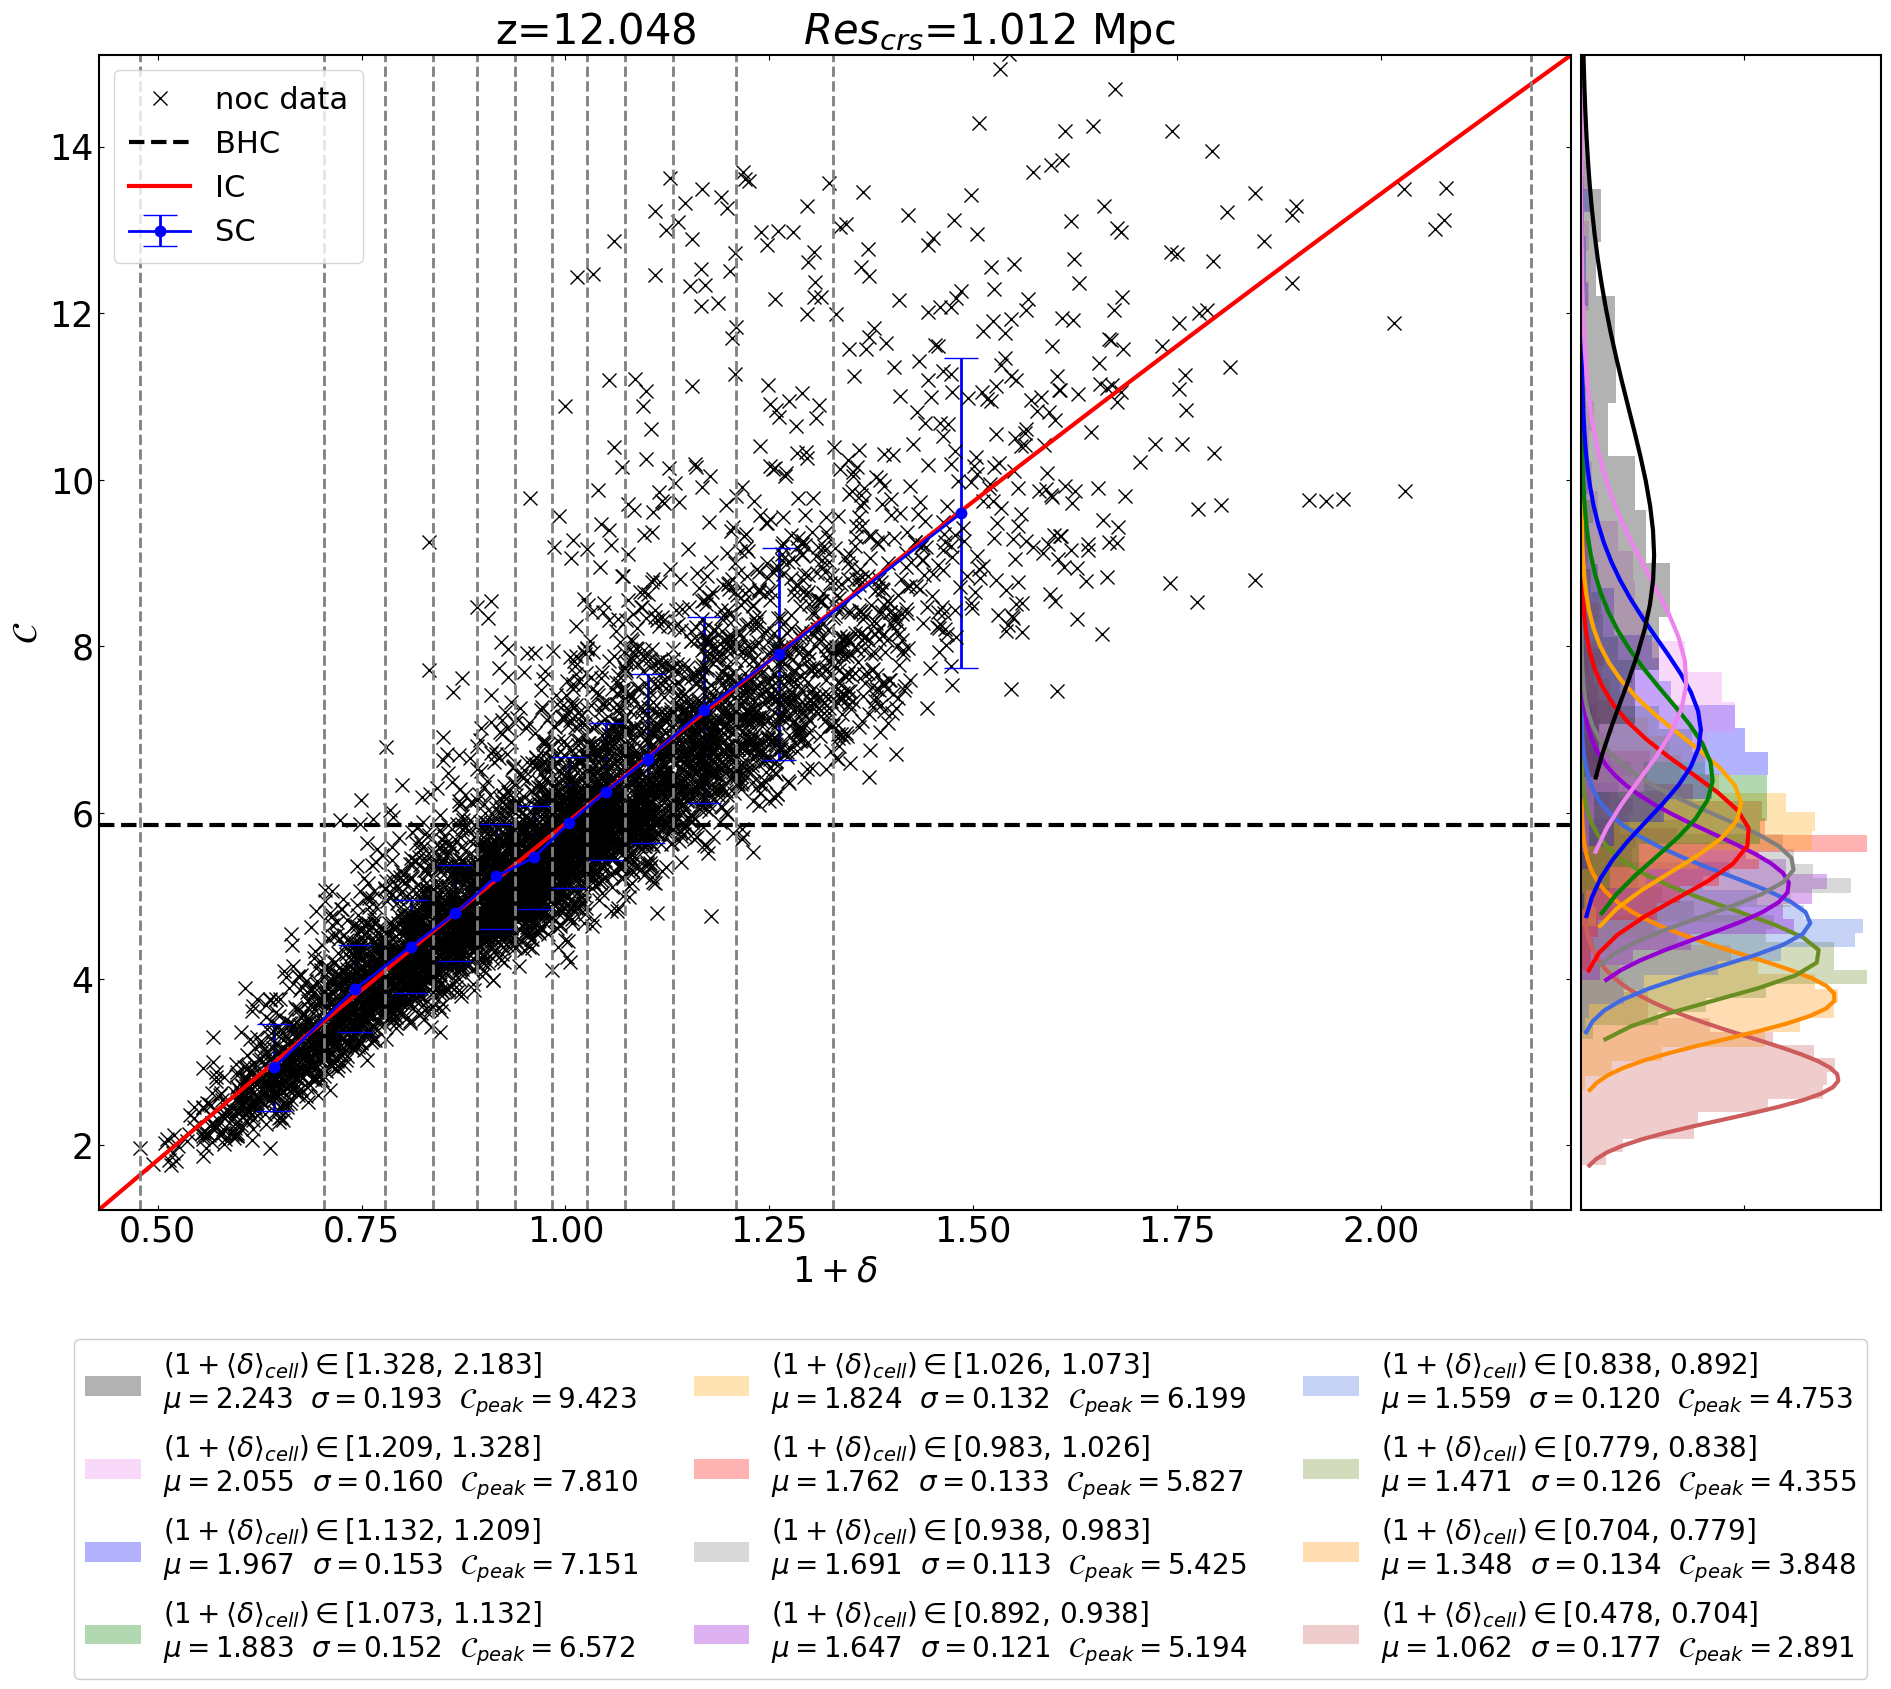 z=12.048 Res_crs=1.012 Mpc
noc data
BHC
IC
SC
14
12
10
8
6
4
2
𝒞
0.50 0.75 1.00 1.25 1.50 1.75 2.00
1 + δ
(1 + ⟨δ⟩_cell) ∈ [1.328, 2.183]
μ = 2.243 σ = 0.193 𝒞_peak = 9.423
(1 + ⟨δ⟩_cell) ∈ [1.209, 1.328]
μ = 2.055 σ = 0.160 𝒞_peak = 7.810
(1 + ⟨δ⟩_cell) ∈ [1.132, 1.209]
μ = 1.967 σ = 0.153 𝒞_peak = 7.151
(1 + ⟨δ⟩_cell) ∈ [1.073, 1.132]
μ = 1.883 σ = 0.152 𝒞_peak = 6.572
(1 + ⟨δ⟩_cell) ∈ [1.026, 1.073]
μ = 1.824 σ = 0.132 𝒞_peak = 6.199
(1 + ⟨δ⟩_cell) ∈ [0.983, 1.026]
μ = 1.762 σ = 0.133 𝒞_peak = 5.827
(1 + ⟨δ⟩_cell) ∈ [0.938, 0.983]
μ = 1.691 σ = 0.113 𝒞_peak = 5.425
(1 + ⟨δ⟩_cell) ∈ [0.892, 0.938]
μ = 1.647 σ = 0.121 𝒞_peak = 5.194
(1 + ⟨δ⟩_cell) ∈ [0.838, 0.892]
μ = 1.559 σ = 0.120 𝒞_peak = 4.753
(1 + ⟨δ⟩_cell) ∈ [0.779, 0.838]
μ = 1.471 σ = 0.126 𝒞_peak = 4.355
(1 + ⟨δ⟩_cell) ∈ [0.704, 0.779]
μ = 1.348 σ = 0.134 𝒞_peak = 3.848
(1 + ⟨δ⟩_cell) ∈ [0.478, 0.704]
μ = 1.062 σ = 0.177 𝒞_peak = 2.891